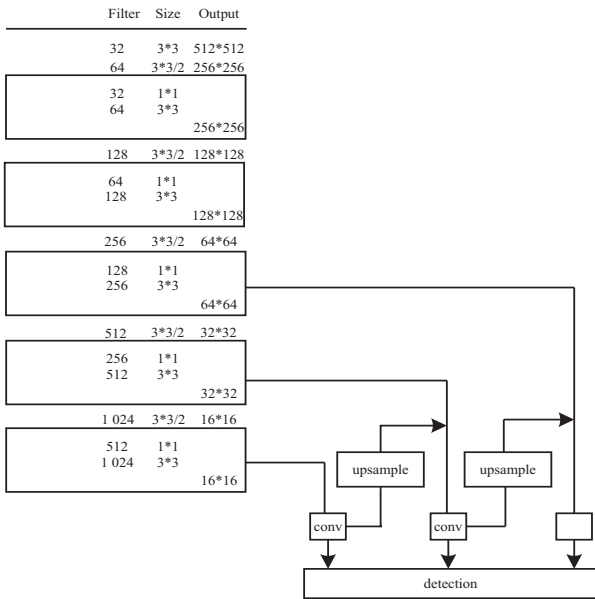 Filter Size Output
32 3*3 512*512
64 3*3/2 256*256
32 1*1
64 3*3
256*256
128 3*3/2 128*128
64 1*1
128 3*3
128*128
256 3*3/2 64*64
128 1*1
256 3*3
64*64
512 3*3/2 32*32
256 1*1
512 3*3
32*32
1 024 3*3/2 16*16
512 1*1
1 024 3*3
16*16
upsample upsample
conv conv
detection